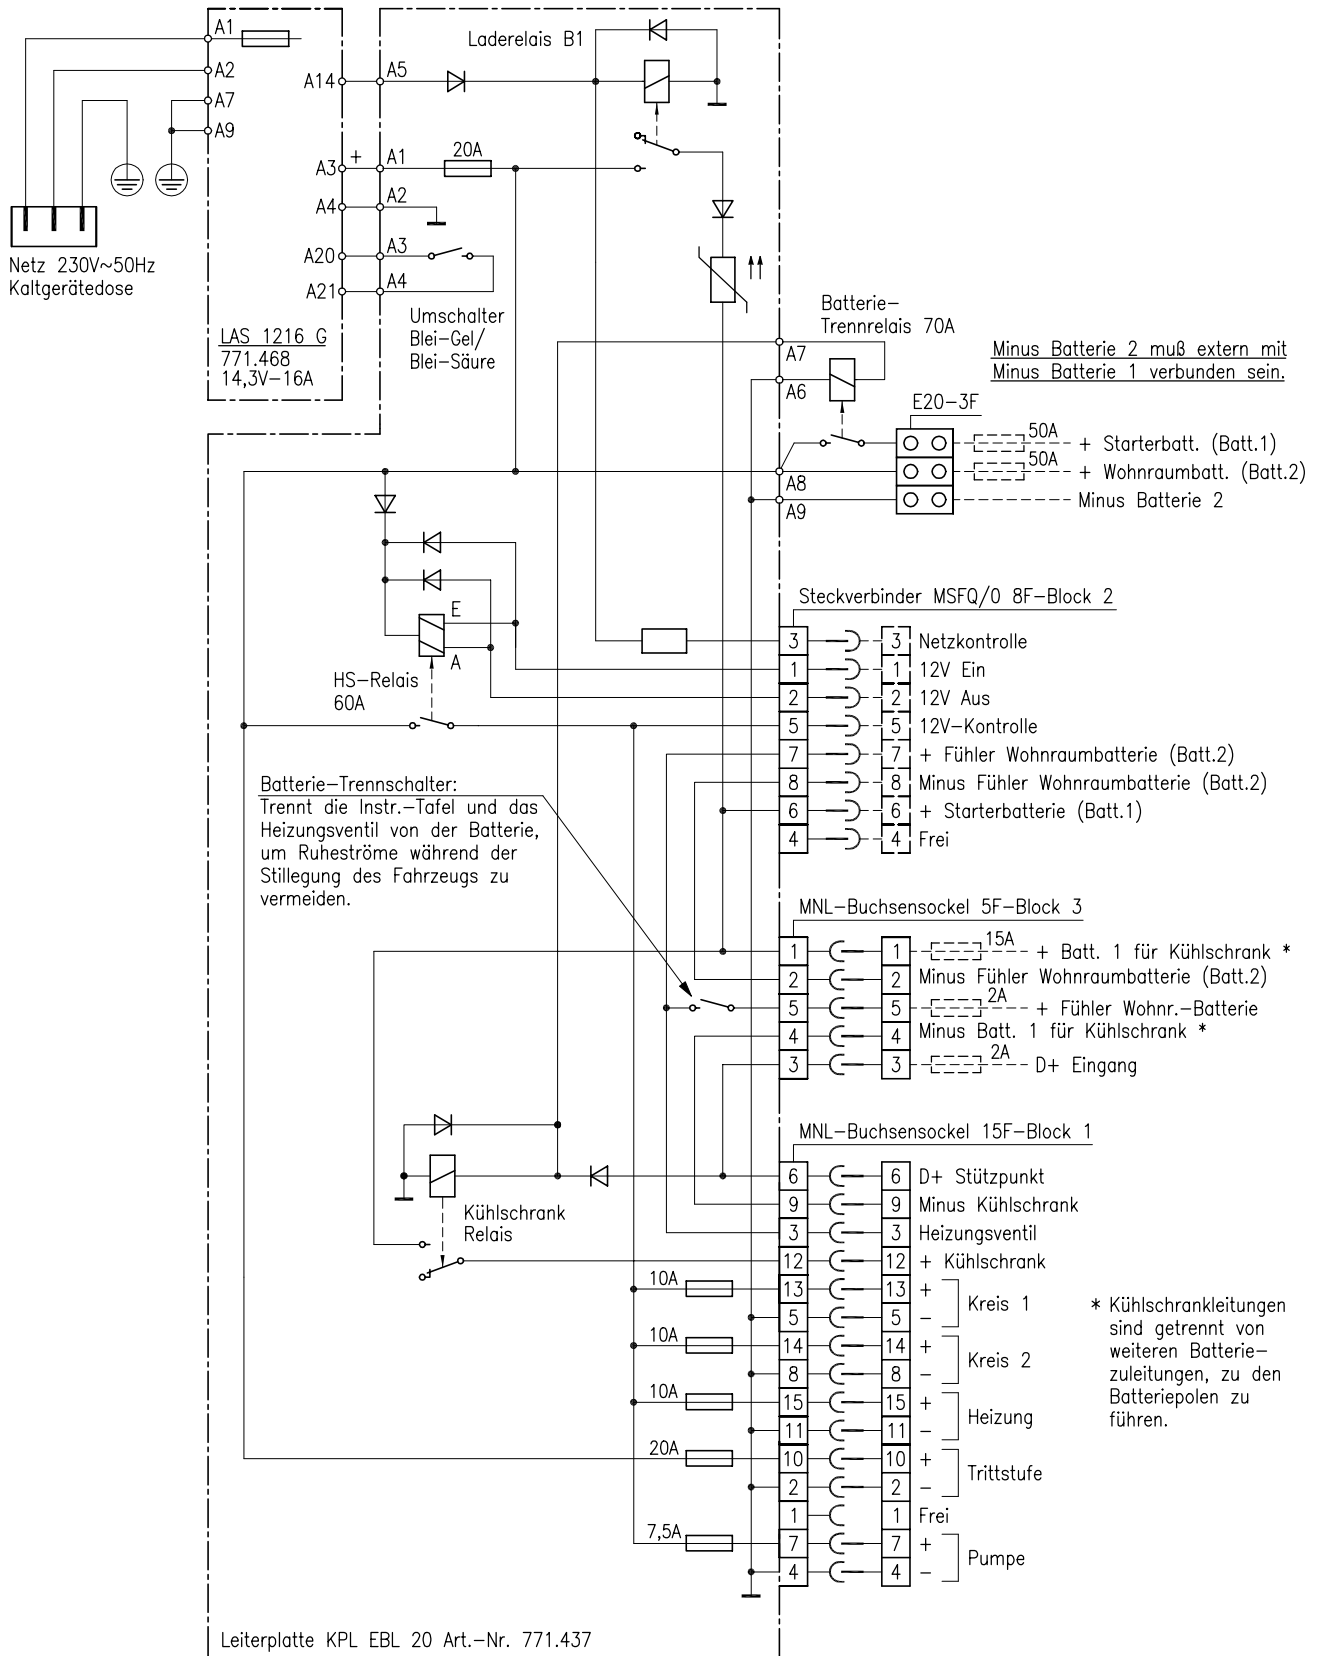 A1
A2
A7
A9
A14
A3
+
A4
A20
A21
Netz 230V~50Hz
Kaltgerätedose
LAS 1216 G
771.468
14,3V-16A
Laderelais B1
A5
A1
20A
A2
A3
A4
Umschalter
Blei-Gel/
Blei-Säure
Batterie-
Trennrelais 70A
A7
A6
Minus Batterie 2 muß extern mit
Minus Batterie 1 verbunden sein.
E20-3F
50A
+ Starterbatt. (Batt.1)
50A
+ Wohnraumbatt. (Batt.2)
A8
A9
Minus Batterie 2
E
A
HS-Relais
60A
Steckverbinder MSFQ/0 8F-Block 2
3 3 Netzkontrolle
1 1 12V Ein
2 2 12V Aus
5 5 12V-Kontrolle
7 7 + Fühler Wohnraumbatterie (Batt.2)
8 8 Minus Fühler Wohnraumbatterie (Batt.2)
6 6 + Starterbatterie (Batt.1)
4 4 Frei
Batterie-Trennschalter:
Trennt die Instr.-Tafel und das
Heizungsventil von der Batterie,
um Ruheströme während der
Stillegung des Fahrzeugs zu
vermeiden.
MNL-Buchsensockel 5F-Block 3
1 1 15A + Batt. 1 für Kühlschrank *
2 2 Minus Fühler Wohnraumbatterie (Batt.2)
5 5 2A + Fühler Wohnr.-Batterie
4 4 Minus Batt. 1 für Kühlschrank *
3 3 2A D+ Eingang
Kühlschrank
Relais
MNL-Buchsensockel 15F-Block 1
6 6 D+ Stützpunkt
9 9 Minus Kühlschrank
3 3 Heizungsventil
12 12 + Kühlschrank
10A 13 13 +
Kreis 1
5 5 -
10A 14 14 +
Kreis 2
8 8 -
10A 15 15 +
Heizung
11 11 -
20A 10 10 +
Trittstufe
2 2 -
1 1 Frei
7,5A 7 7 +
Pumpe
4 4 -
* Kühlschrankleitungen
sind getrennt von
weiteren Batterie-
zuleitungen, zu den
Batteriepolen zu
führen.
Leiterplatte KPL EBL 20 Art.-Nr. 771.437